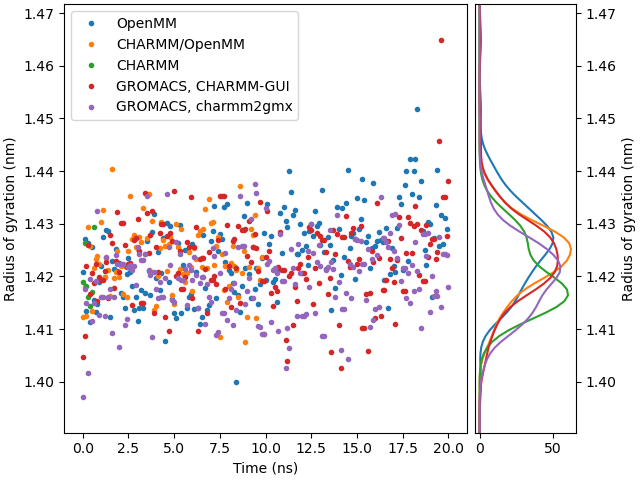 OpenMM
CHARMM/OpenMM
CHARMM
GROMACS, CHARMM-GUI
GROMACS, charmm2gmx
Radius of gyration (nm)
1.47
1.46
1.45
1.44
1.43
1.42
1.41
1.40
0.0 2.5 5.0 7.5 10.0 12.5 15.0 17.5 20.0
Time (ns)
0 50
1.47
1.46
1.45
1.44
1.43
1.42
1.41
1.40
Radius of gyration (nm)